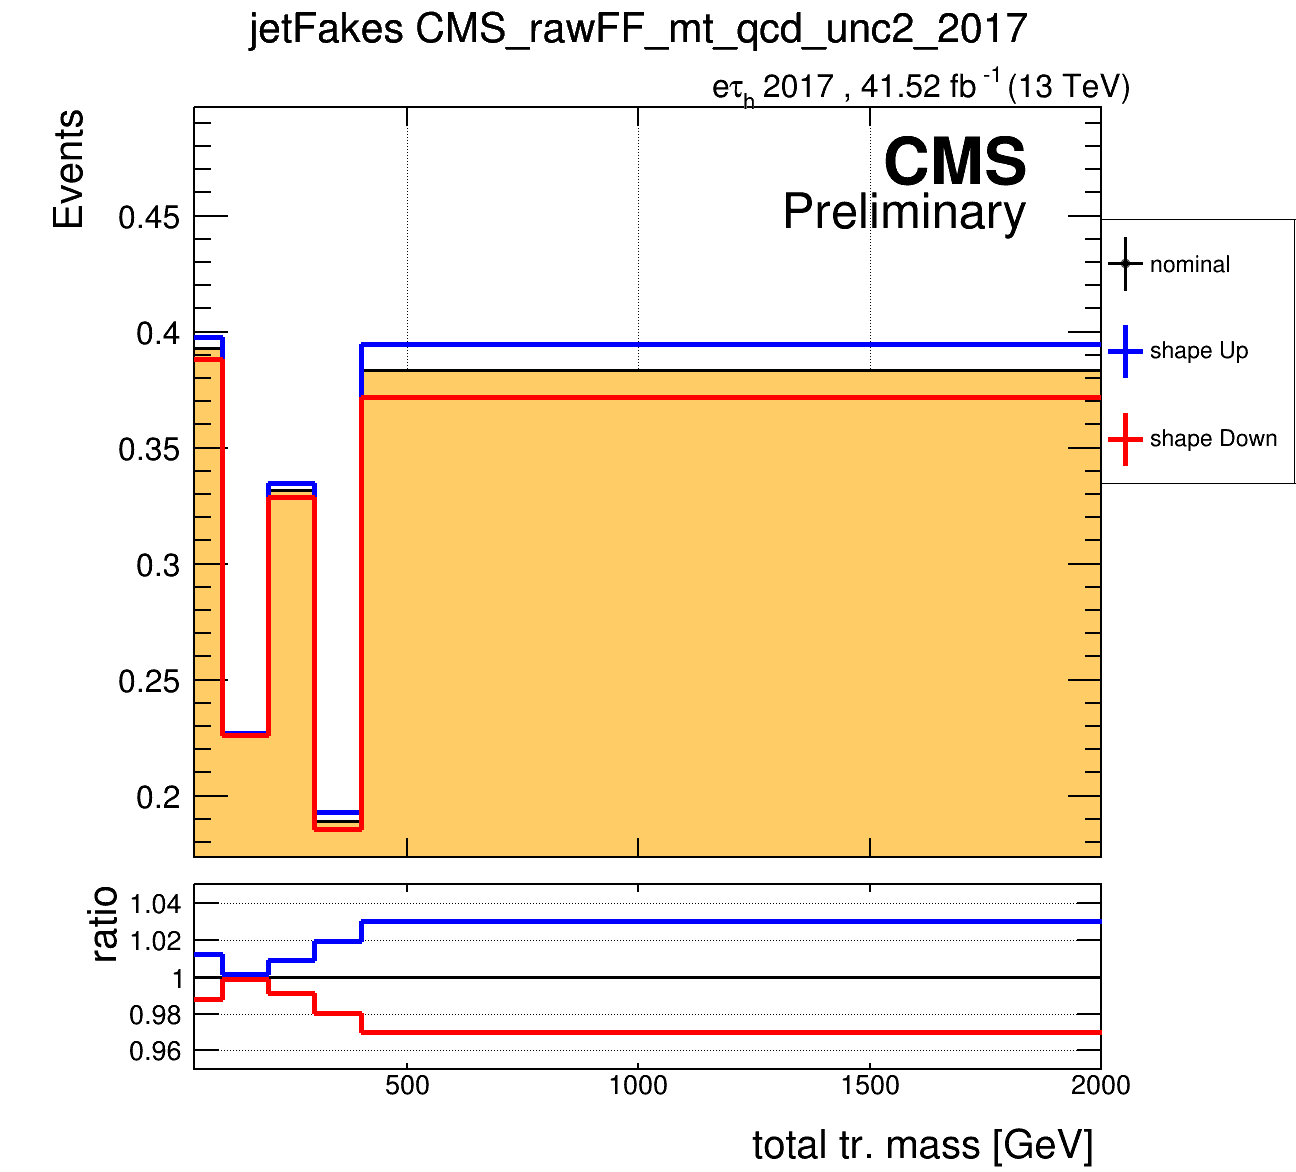 jetFakes CMS_rawFF_mt_qcd_unc2_2017
eτh 2017 , 41.52 fb -1 (13 TeV)
Events
CMS
Preliminary
0.45
0.4
0.35
0.3
0.25
0.2
nominal
shape Up
shape Down
ratio
1.04
1.02
1
0.98
0.96
500
1000
1500
2000
total tr. mass [GeV]